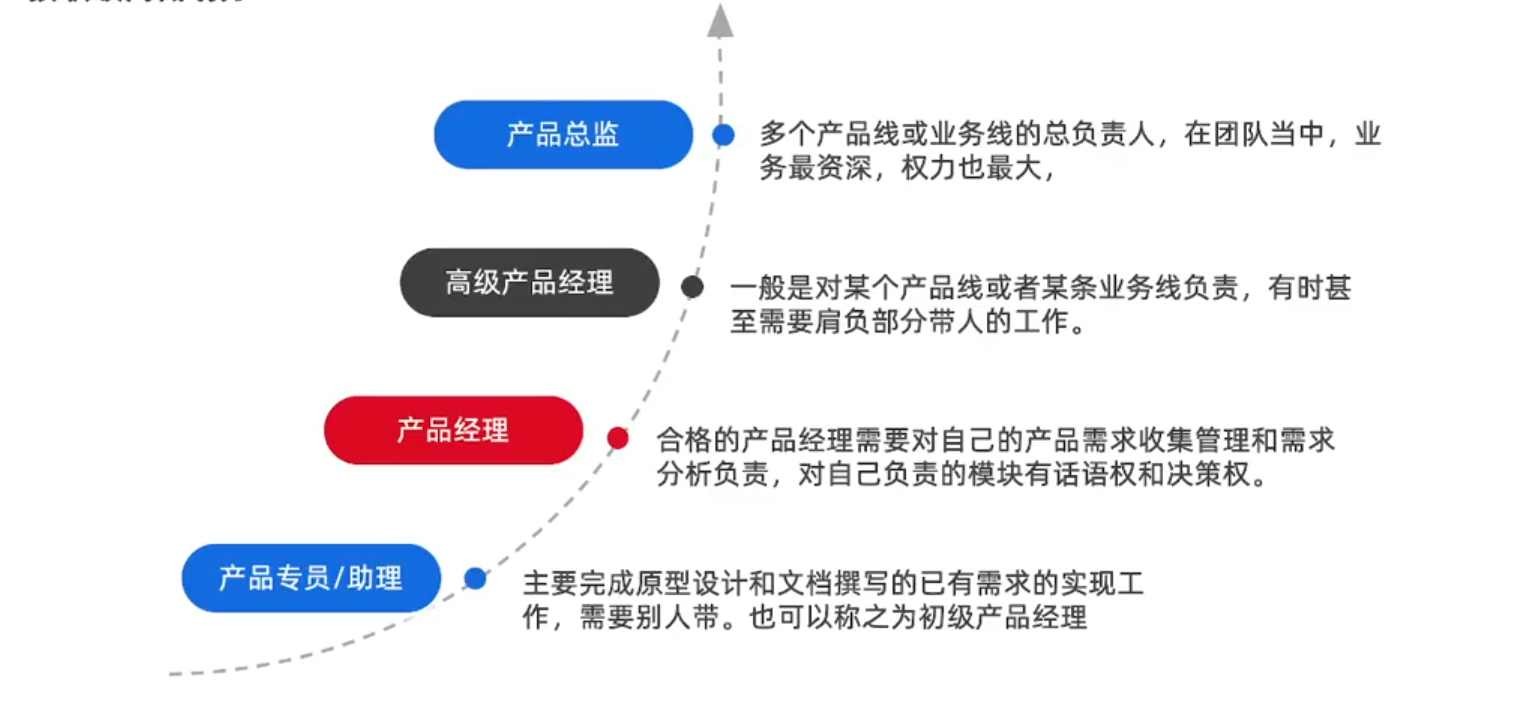 产品总监
多个产品线或业务线的总负责人，在团队当中，业
务最资深，权力也最大，
高级产品经理
一般是对某个产品线或者某条业务线负责，有时甚
至需要肩负部分带人的工作。
产品经理
合格的产品经理需要对自己的产品需求收集管理和需求
分析负责，对自己负责的模块有话语权和决策权。
产品专员/助理
主要完成原型设计和文档撰写的已有需求的实现工
作，需要别人带。也可以称之为初级产品经理